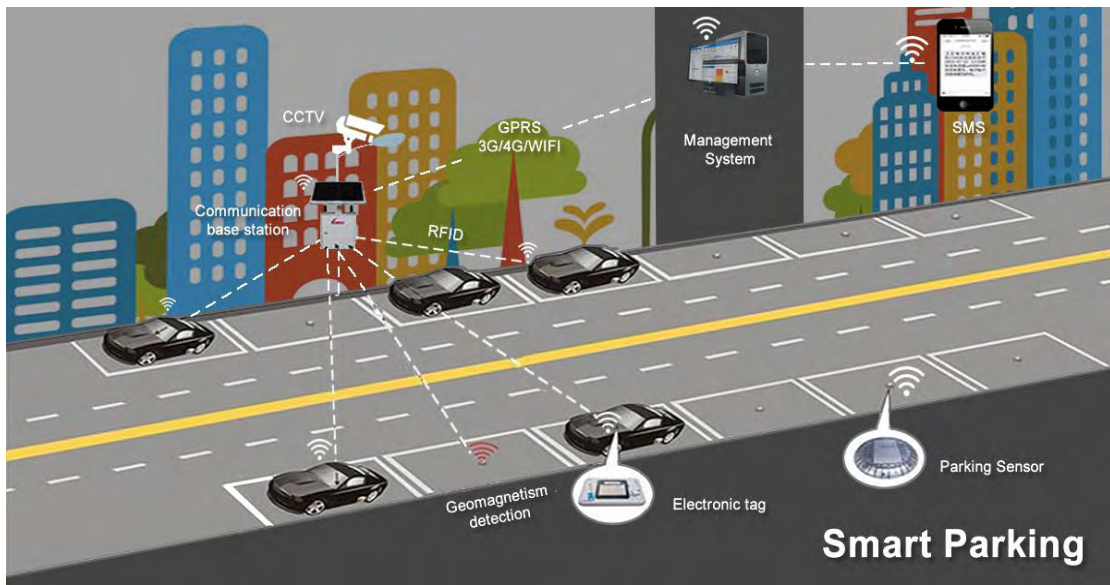 CCTV
GPRS
3G/4G/WIFI
Management
System
SMS
Communication
base station
RFID
Geomagnetism
detection
Electronic tag
Parking Sensor
Smart Parking